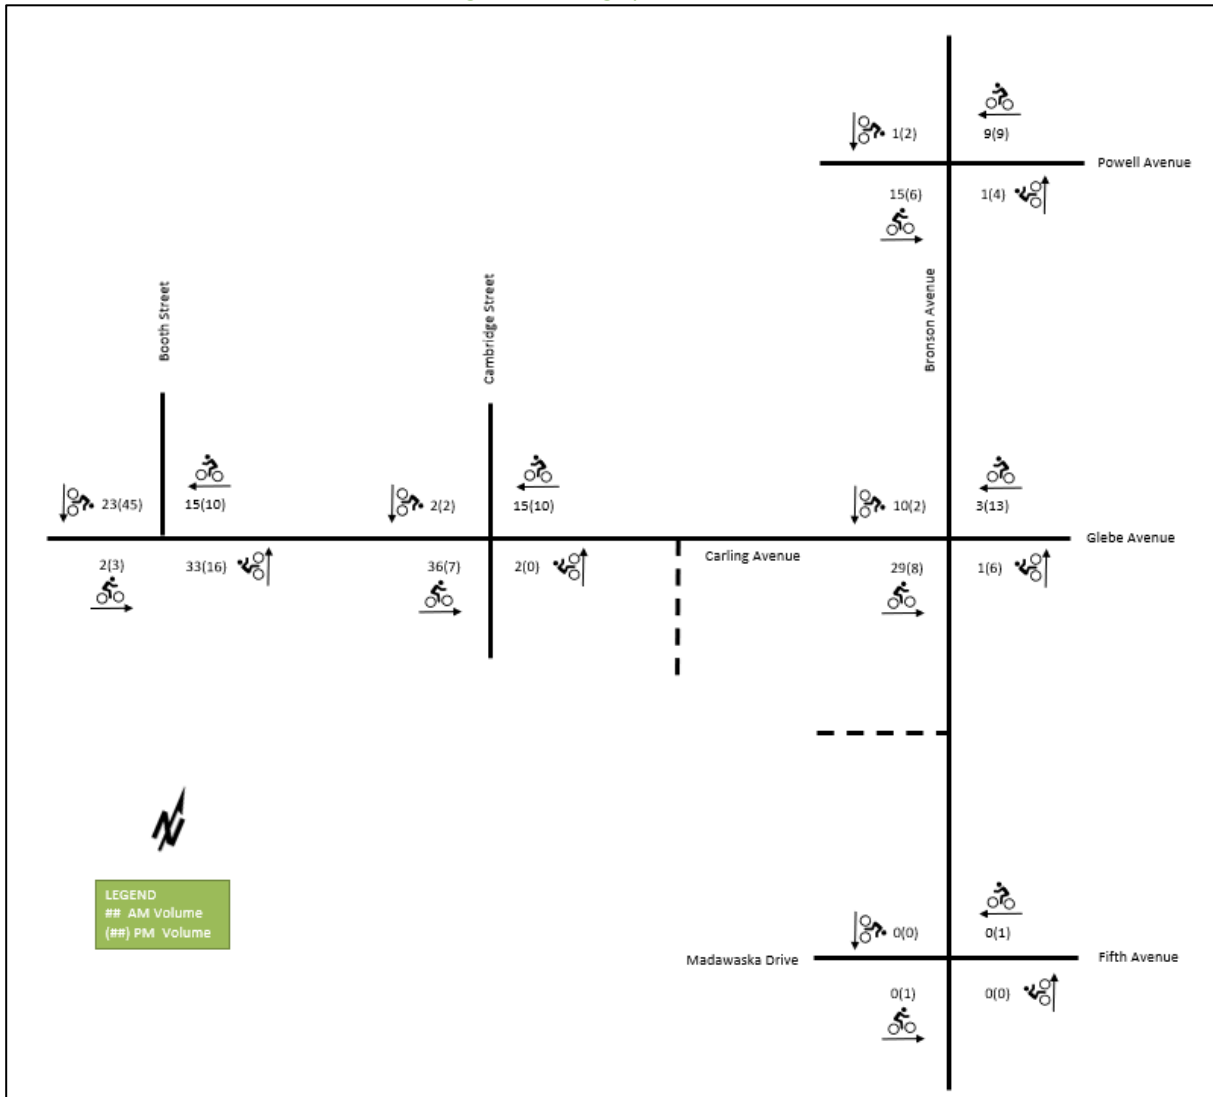 1(2)
9(9)
Powell Avenue
15(6)
1(4)
Bronson Avenue
Booth Street
Cambridge Street
23(45)
15(10)
2(2)
15(10)
10(2)
3(13)
Glebe Avenue
2(3)
33(16)
36(7)
2(0)
Carling Avenue
29(8)
1(6)
N
LEGEND
## AM Volume
(##) PM Volume
0(0)
0(1)
Madawaska Drive
Fifth Avenue
0(1)
0(0)